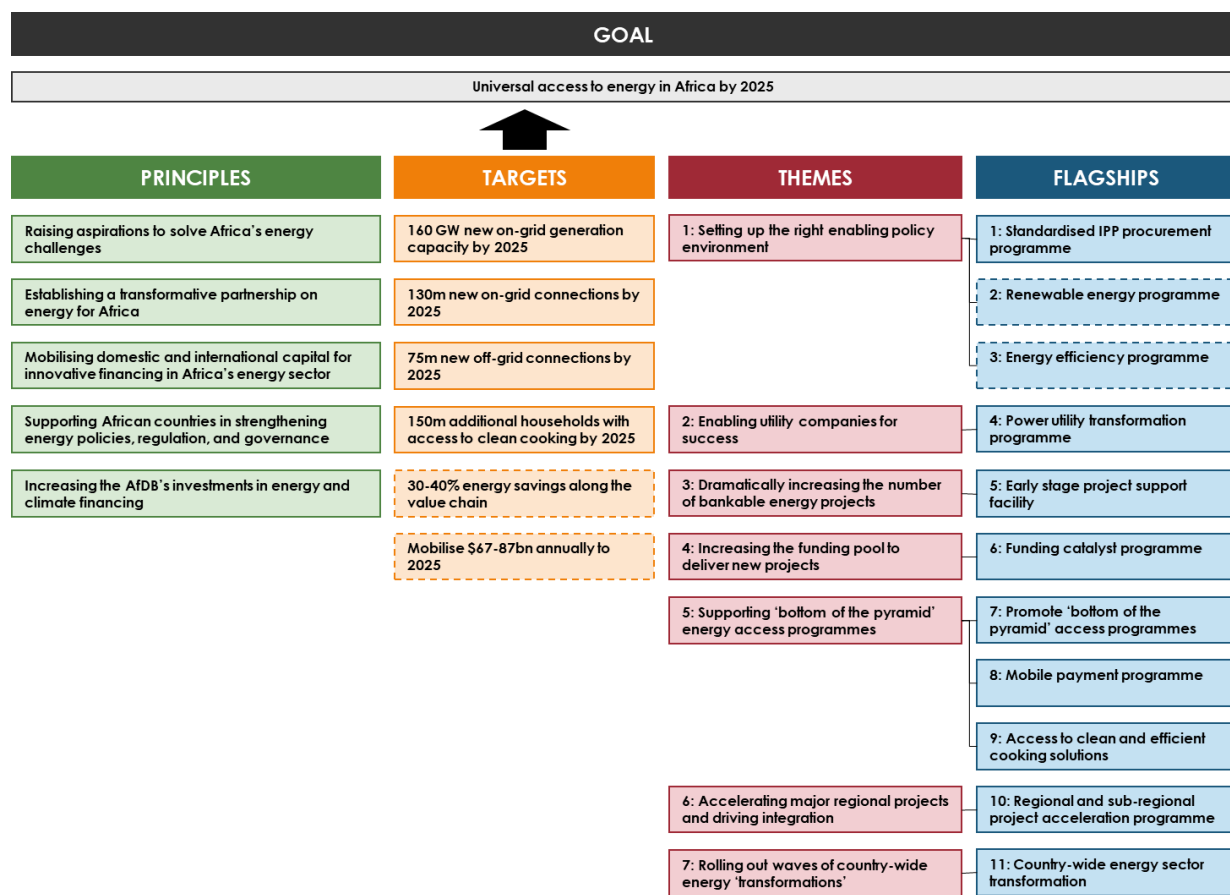 GOAL
Universal access to energy in Africa by 2025
PRINCIPLES
Raising aspirations to solve Africa's energy
challenges
Establishing a transformative partnership on
energy for Africa
Mobilising domestic and international capital for
innovative financing in Africa's energy sector
Supporting African countries in strengthening
energy policies, regulation, and governance
Increasing the AfDB's investments in energy and
climate financing
TARGETS
160 GW new on-grid generation
capacity by 2025
130m new on-grid connections by
2025
75m new off-grid connections by
2025
150m additional households with
access to clean cooking by 2025
30-40% energy savings along the
value chain
Mobilise $67-87bn annually to
2025
THEMES
1: Setting up the right enabling policy
environment
2: Enabling utility companies for
success
3: Dramatically increasing the number
of bankable energy projects
4: Increasing the funding pool to
deliver new projects
5: Supporting 'bottom of the pyramid'
energy access programmes
6: Accelerating major regional projects
and driving integration
7: Rolling out waves of country-wide
energy 'transformations'
FLAGSHIPS
1: Standardised IPP procurement
programme
2: Renewable energy programme
3: Energy efficiency programme
4: Power utility transformation
programme
5: Early stage project support
facility
6: Funding catalyst programme
7: Promote 'bottom of the
pyramid' access programmes
8: Mobile payment programme
9: Access to clean and efficient
cooking solutions
10: Regional and sub-regional
project acceleration programme
11: Country-wide energy sector
transformation